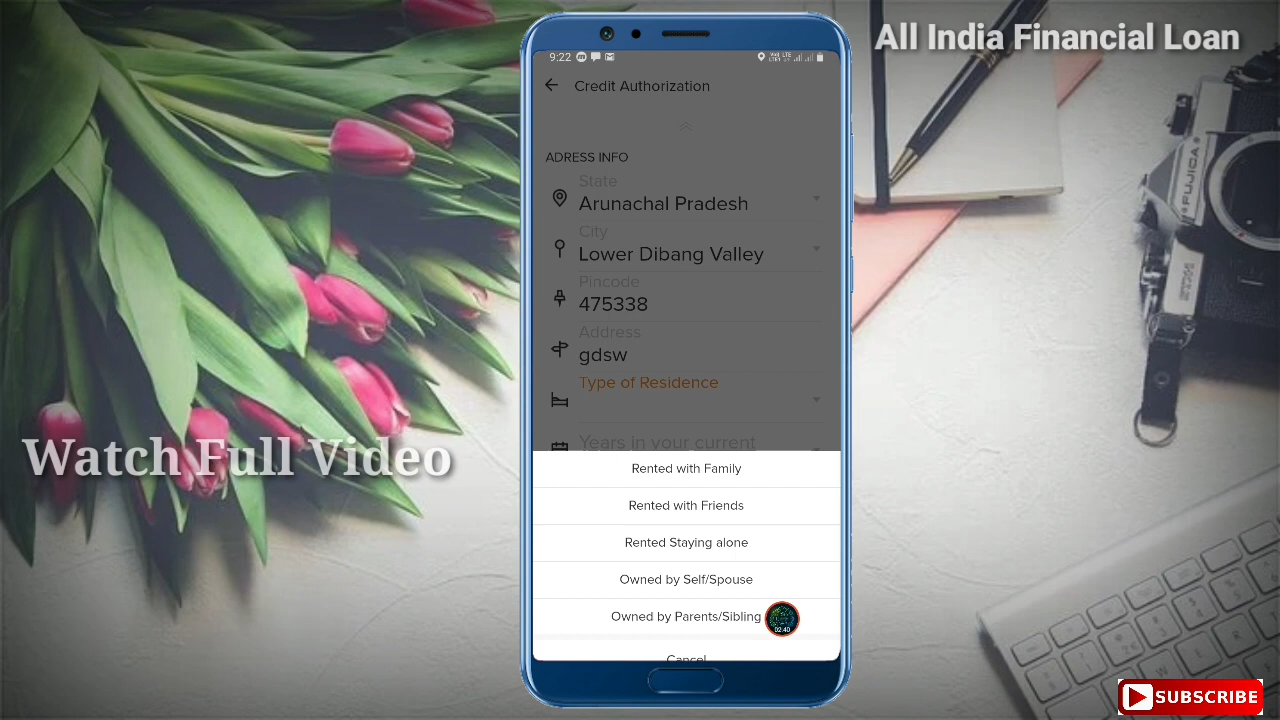 All India Financial Loan
9:22
Credit Authorization
ADRESS INFO
State
Arunachal Pradesh
City
Lower Dibang Valley
Pincode
475338
Address
gdsw
Type of Residence
Years in your current
Rented with Family
Rented with Friends
Rented Staying alone
Owned by Self/Spouse
Owned by Parents/Sibling
02:40
Cancel
Watch Full Video
FUJICA
SUBSCRIBE